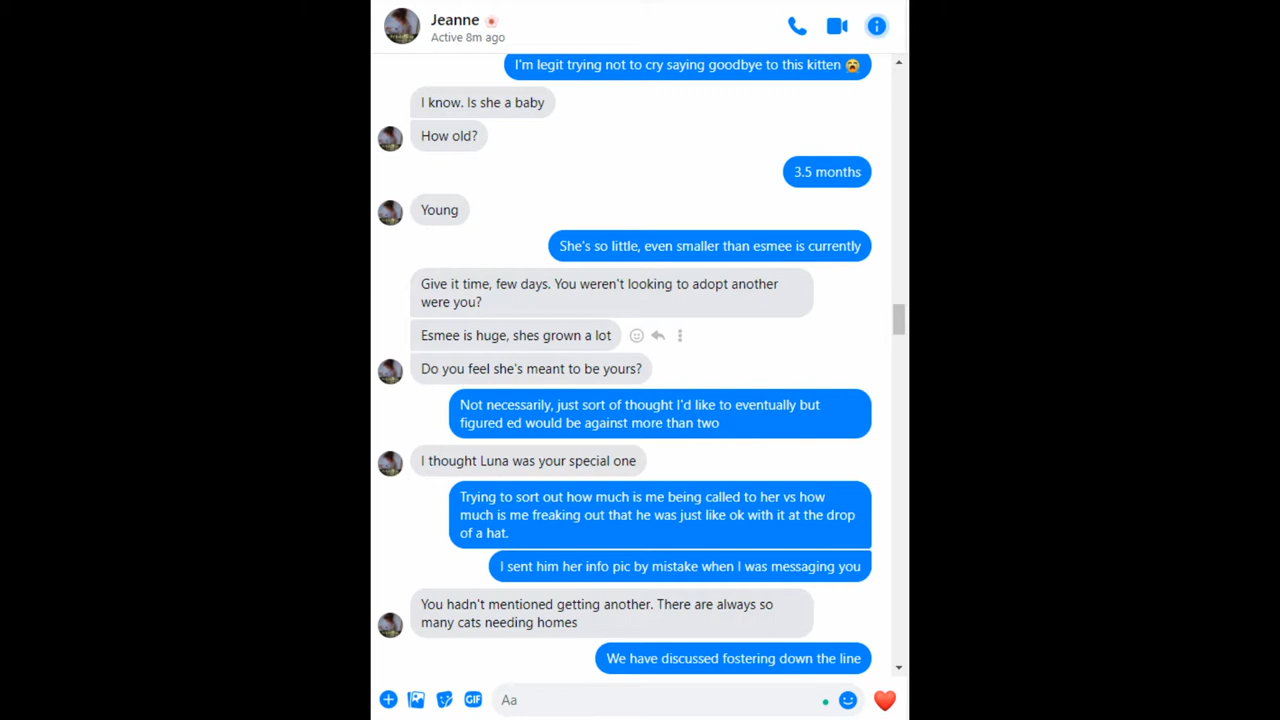 Jeanne
Active 8m ago
I'm legit trying not to cry saying goodbye to this kitten 😭
I know. Is she a baby
How old?
3.5 months
Young
She's so little, even smaller than esmee is currently
Give it time, few days. You weren't looking to adopt another
were you?
Esmee is huge, shes grown a lot
Do you feel she's meant to be yours?
Not necessarily, just sort of thought I'd like to eventually but
figured ed would be against more than two
I thought Luna was your special one
Trying to sort out how much is me being called to her vs how
much is me freaking out that he was just like ok with it at the drop
of a hat.
I sent him her info pic by mistake when I was messaging you
You hadn't mentioned getting another. There are always so
many cats needing homes
We have discussed fostering down the line
GIF
Aa